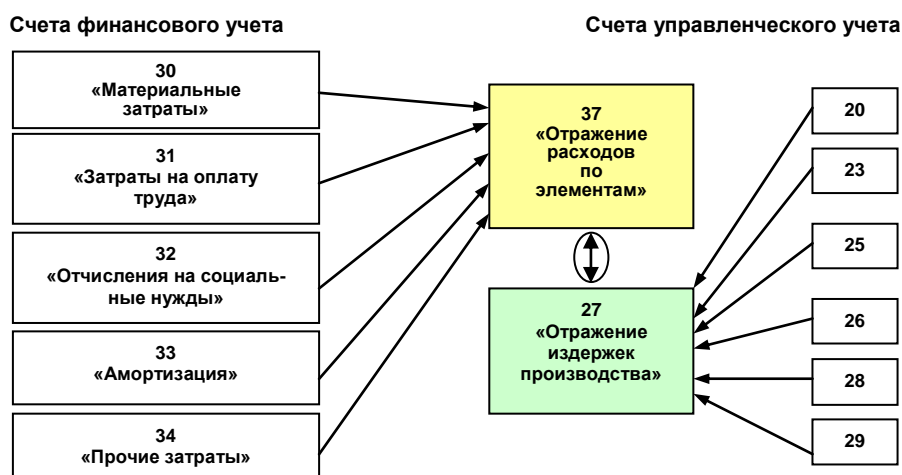 Счета финансового учета
Счета управленческого учета
30
«Материальные
затраты»
31
«Затраты на оплату
труда»
32
«Отчисления на социаль-
ные нужды»
33
«Амортизация»
34
«Прочие затраты»
37
«Отражение
расходов
по
элементам»
27
«Отражение
издержек
производства»
20
23
25
26
28
29